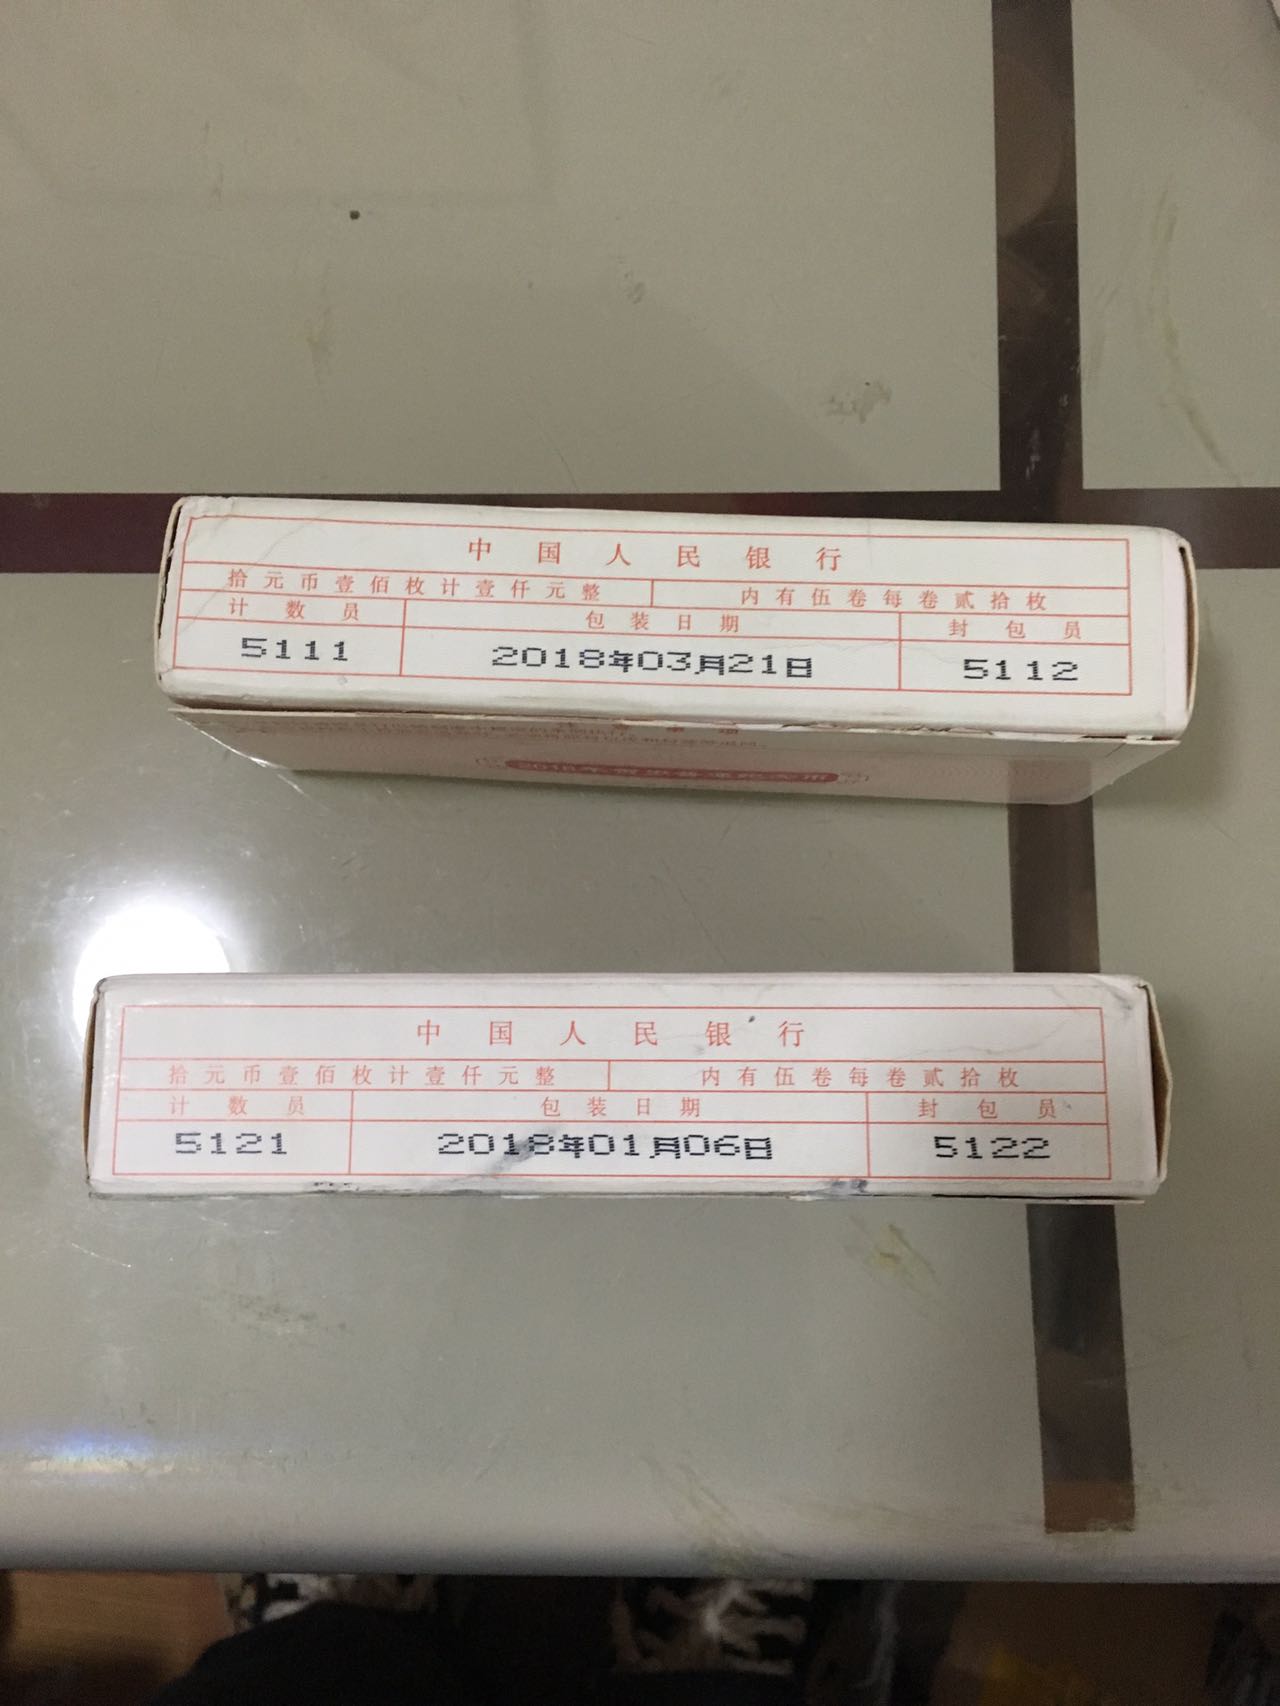 中国人民银行
拾元币壹佰枚计壹仟元整 内有伍卷每卷贰拾枚
计数员 包装日期 封包员
5111 2018年03月21日 5112
中国人民银行
拾元币壹佰枚计壹仟元整 内有伍卷每卷贰拾枚
计数员 包装日期 封包员
5121 2018年01月06日 5122